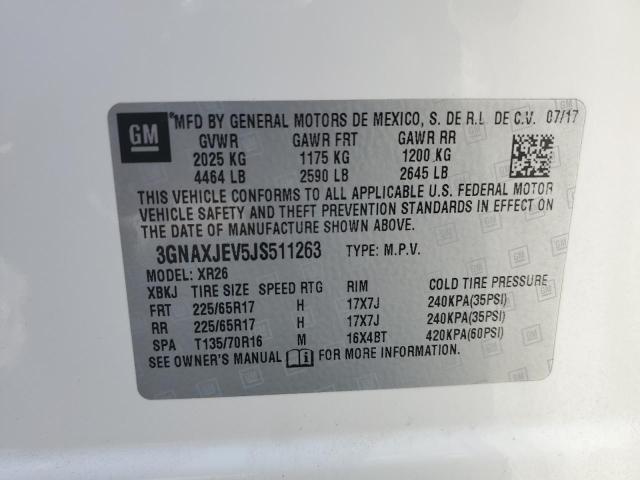 GM
®MFD BY GENERAL MOTORS DE MEXICO, S. DE R.L. DE C.V. 07/17
GVWR GAWR FRT GAWR RR
2025 KG 1175 KG 1200 KG
4464 LB 2590 LB 2645 LB
THIS VEHICLE CONFORMS TO ALL APPLICABLE U.S. FEDERAL MOTOR
VEHICLE SAFETY AND THEFT PREVENTION STANDARDS IN EFFECT ON
THE DATE OF MANUFACTURE SHOWN ABOVE.
3GNAXJEV5JS511263 TYPE: M.P.V.
MODEL: XR26
XBKJ TIRE SIZE SPEED RTG RIM COLD TIRE PRESSURE
FRT 225/65R17 H 17X7J 240KPA(35PSI)
RR 225/65R17 H 17X7J 240KPA(35PSI)
SPA T135/70R16 M 16X4BT 420KPA(60PSI)
SEE OWNER'S MANUAL FOR MORE INFORMATION.